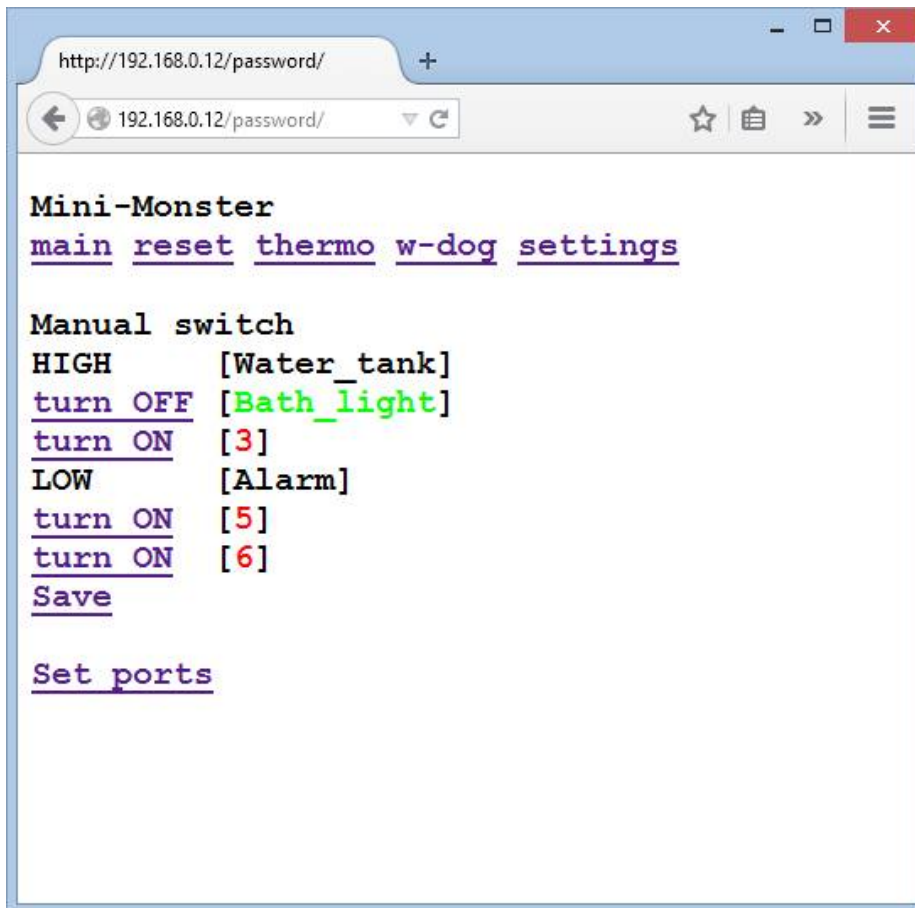 http://192.168.0.12/password/
192.168.0.12/password/
Mini-Monster
main reset thermo w-dog settings
Manual switch
HIGH [Water_tank]
turn OFF [Bath_light]
turn ON [3]
LOW [Alarm]
turn ON [5]
turn ON [6]
Save
Set ports